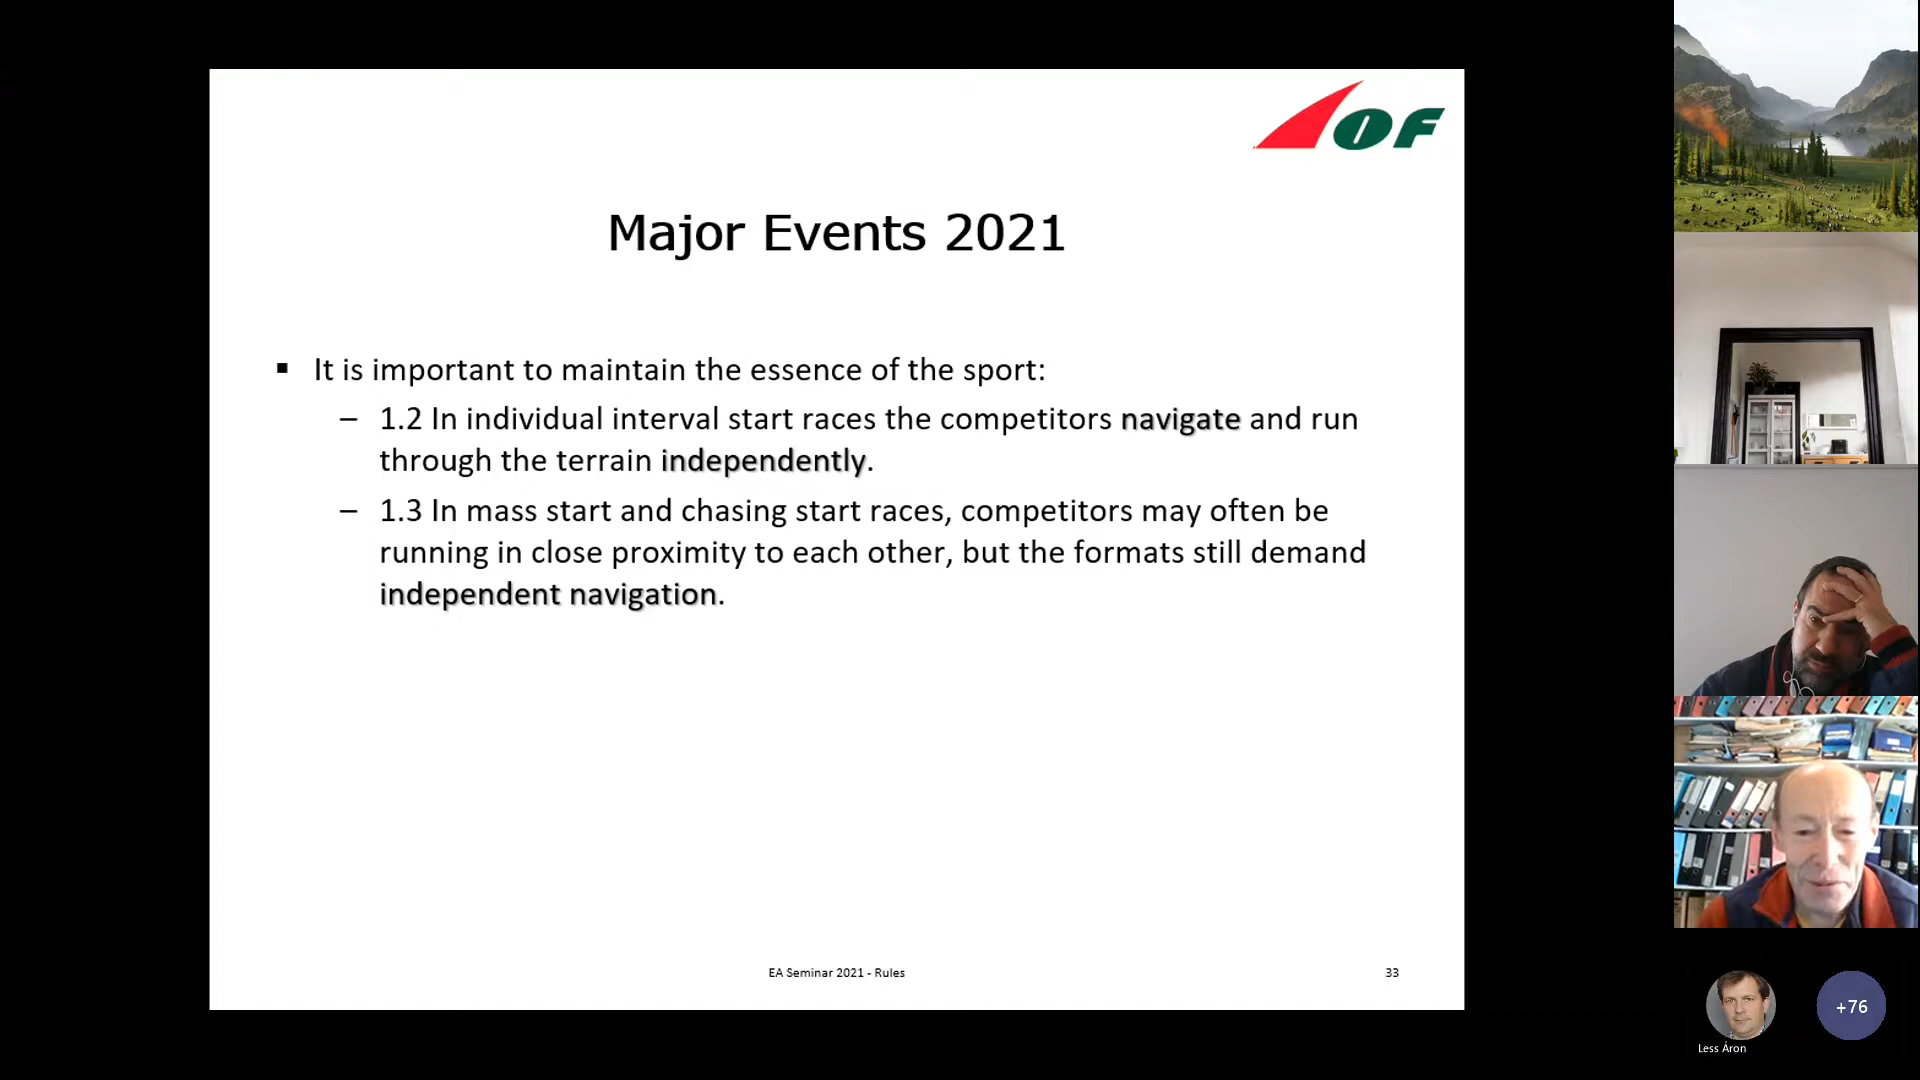 IOF
Major Events 2021
▪ It is important to maintain the essence of the sport:
– 1.2 In individual interval start races the competitors navigate and run
through the terrain independently.
– 1.3 In mass start and chasing start races, competitors may often be
running in close proximity to each other, but the formats still demand
independent navigation.
EA Seminar 2021 - Rules
33
+76
Less Áron